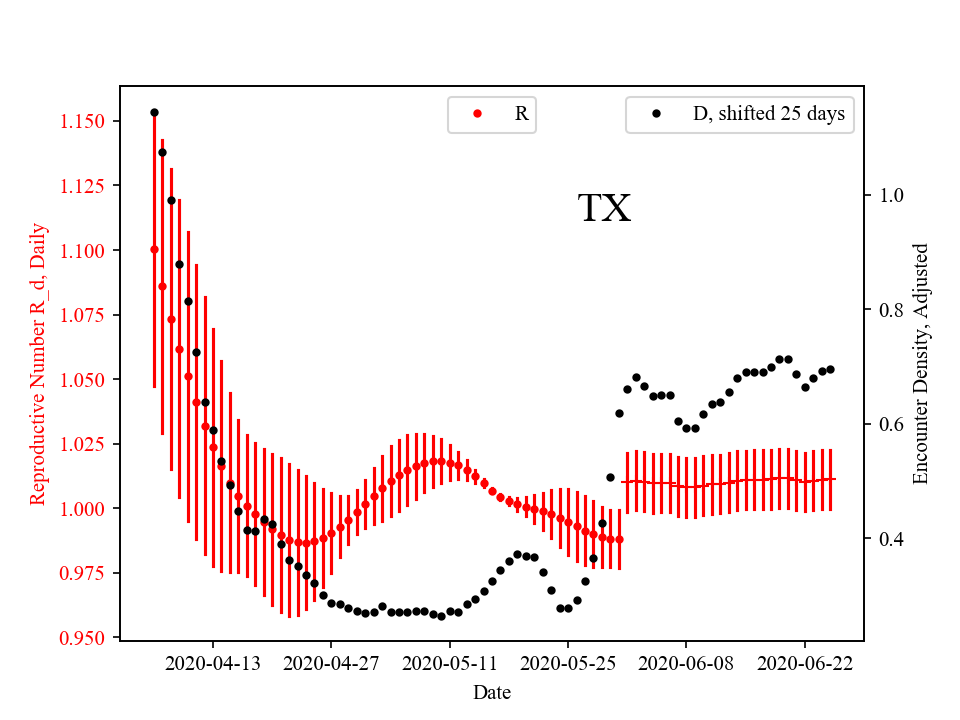 R
D, shifted 25 days
TX
Reproductive Number R_d, Daily
1.150
1.125
1.100
1.075
1.050
1.025
1.000
0.975
0.950
1.0
0.8
0.6
0.4
Encounter Density, Adjusted
2020-04-13 2020-04-27 2020-05-11 2020-05-25 2020-06-08 2020-06-22
Date